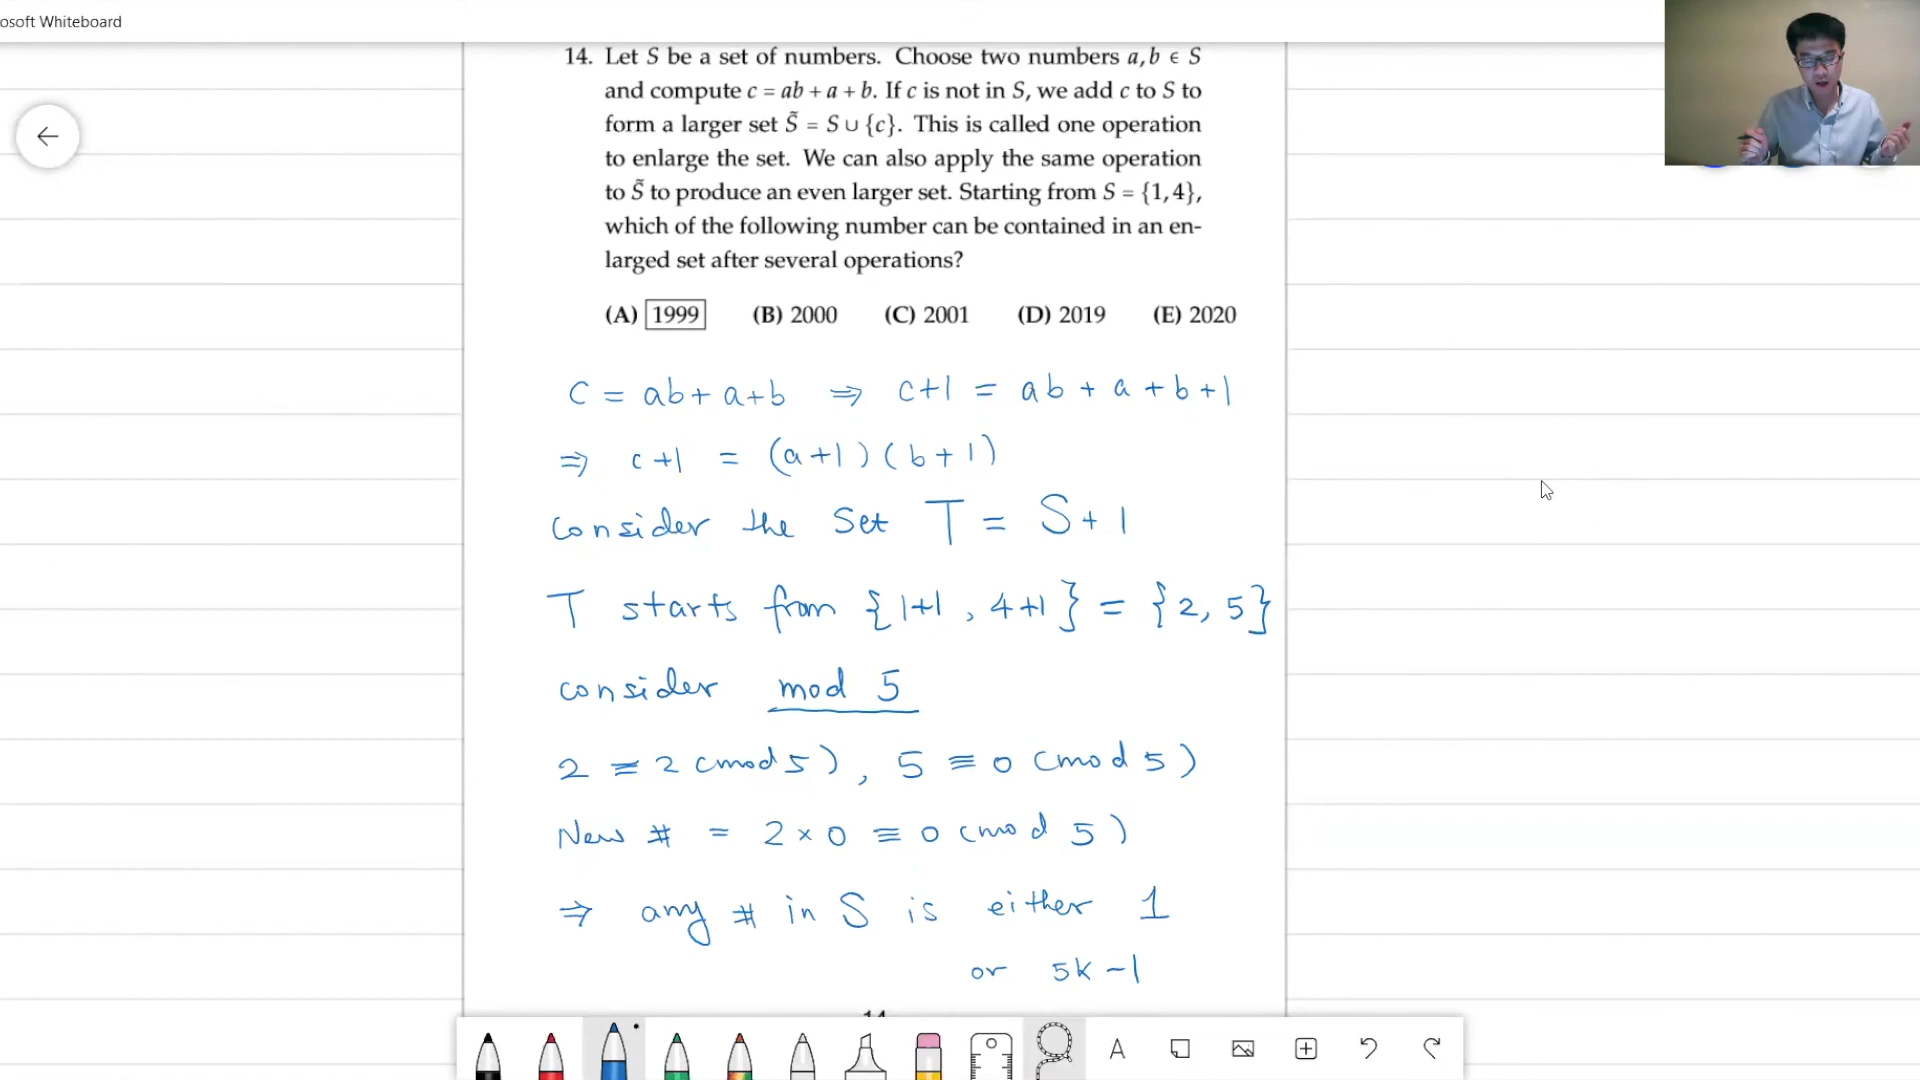 osoft Whiteboard
14. Let S be a set of numbers. Choose two numbers a, b ∈ S
and compute c = ab + a + b. If c is not in S, we add c to S to
form a larger set S̃ = S ∪ {c}. This is called one operation
to enlarge the set. We can also apply the same operation
to S̃ to produce an even larger set. Starting from S = {1, 4},
which of the following number can be contained in an en-
larged set after several operations?
(A) 1999 (B) 2000 (C) 2001 (D) 2019 (E) 2020
C = ab + a+b ⇒ c+1 = ab + a + b + 1
⇒ c+1 = (a+1)(b+1)
Consider the Set T = S + 1
T starts from {1+1, 4+1} = {2, 5}
consider mod 5
2 ≡ 2 (mod 5), 5 ≡ 0 (mod 5)
New # = 2 × 0 ≡ 0 (mod 5)
⇒ any # in S is either 1
or 5k-1
A